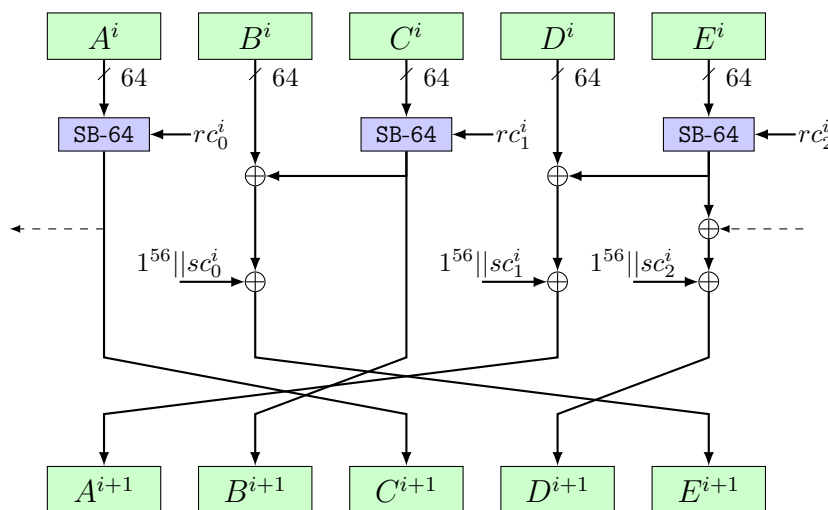 A^i B^i C^i D^i E^i
64 64 64 64 64
SB-64 rc_0^i SB-64 rc_1^i SB-64 rc_2^i
1^56||sc_0^i 1^56||sc_1^i 1^56||sc_2^i
A^{i+1} B^{i+1} C^{i+1} D^{i+1} E^{i+1}